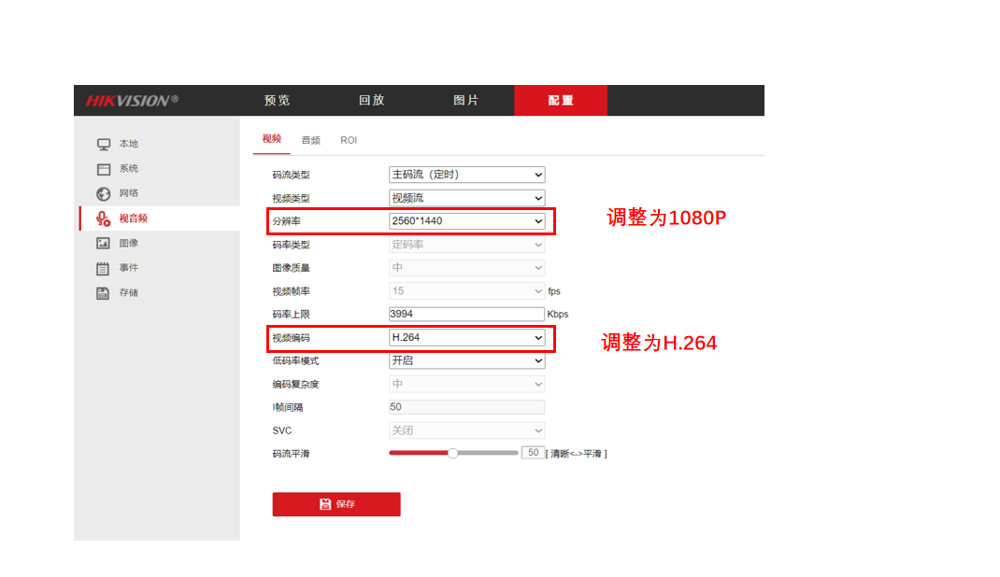 HIKVISION®
预览 回放 图片 配置
本地
系统
网络
视音频
图像
事件
存储
视频 音频 ROI
码流类型 主码流(定时)
视频类型 视频流
分辨率 2560*1440 调整为1080P
码率类型 定码率
图像质量 中
视频帧率 15 fps
码率上限 3994 Kbps
视频编码 H.264 调整为H.264
低码率模式 开启
编码复杂度 中
I帧间隔 50
SVC 关闭
码流平滑 50 [ 清晰<->平滑 ]
保存